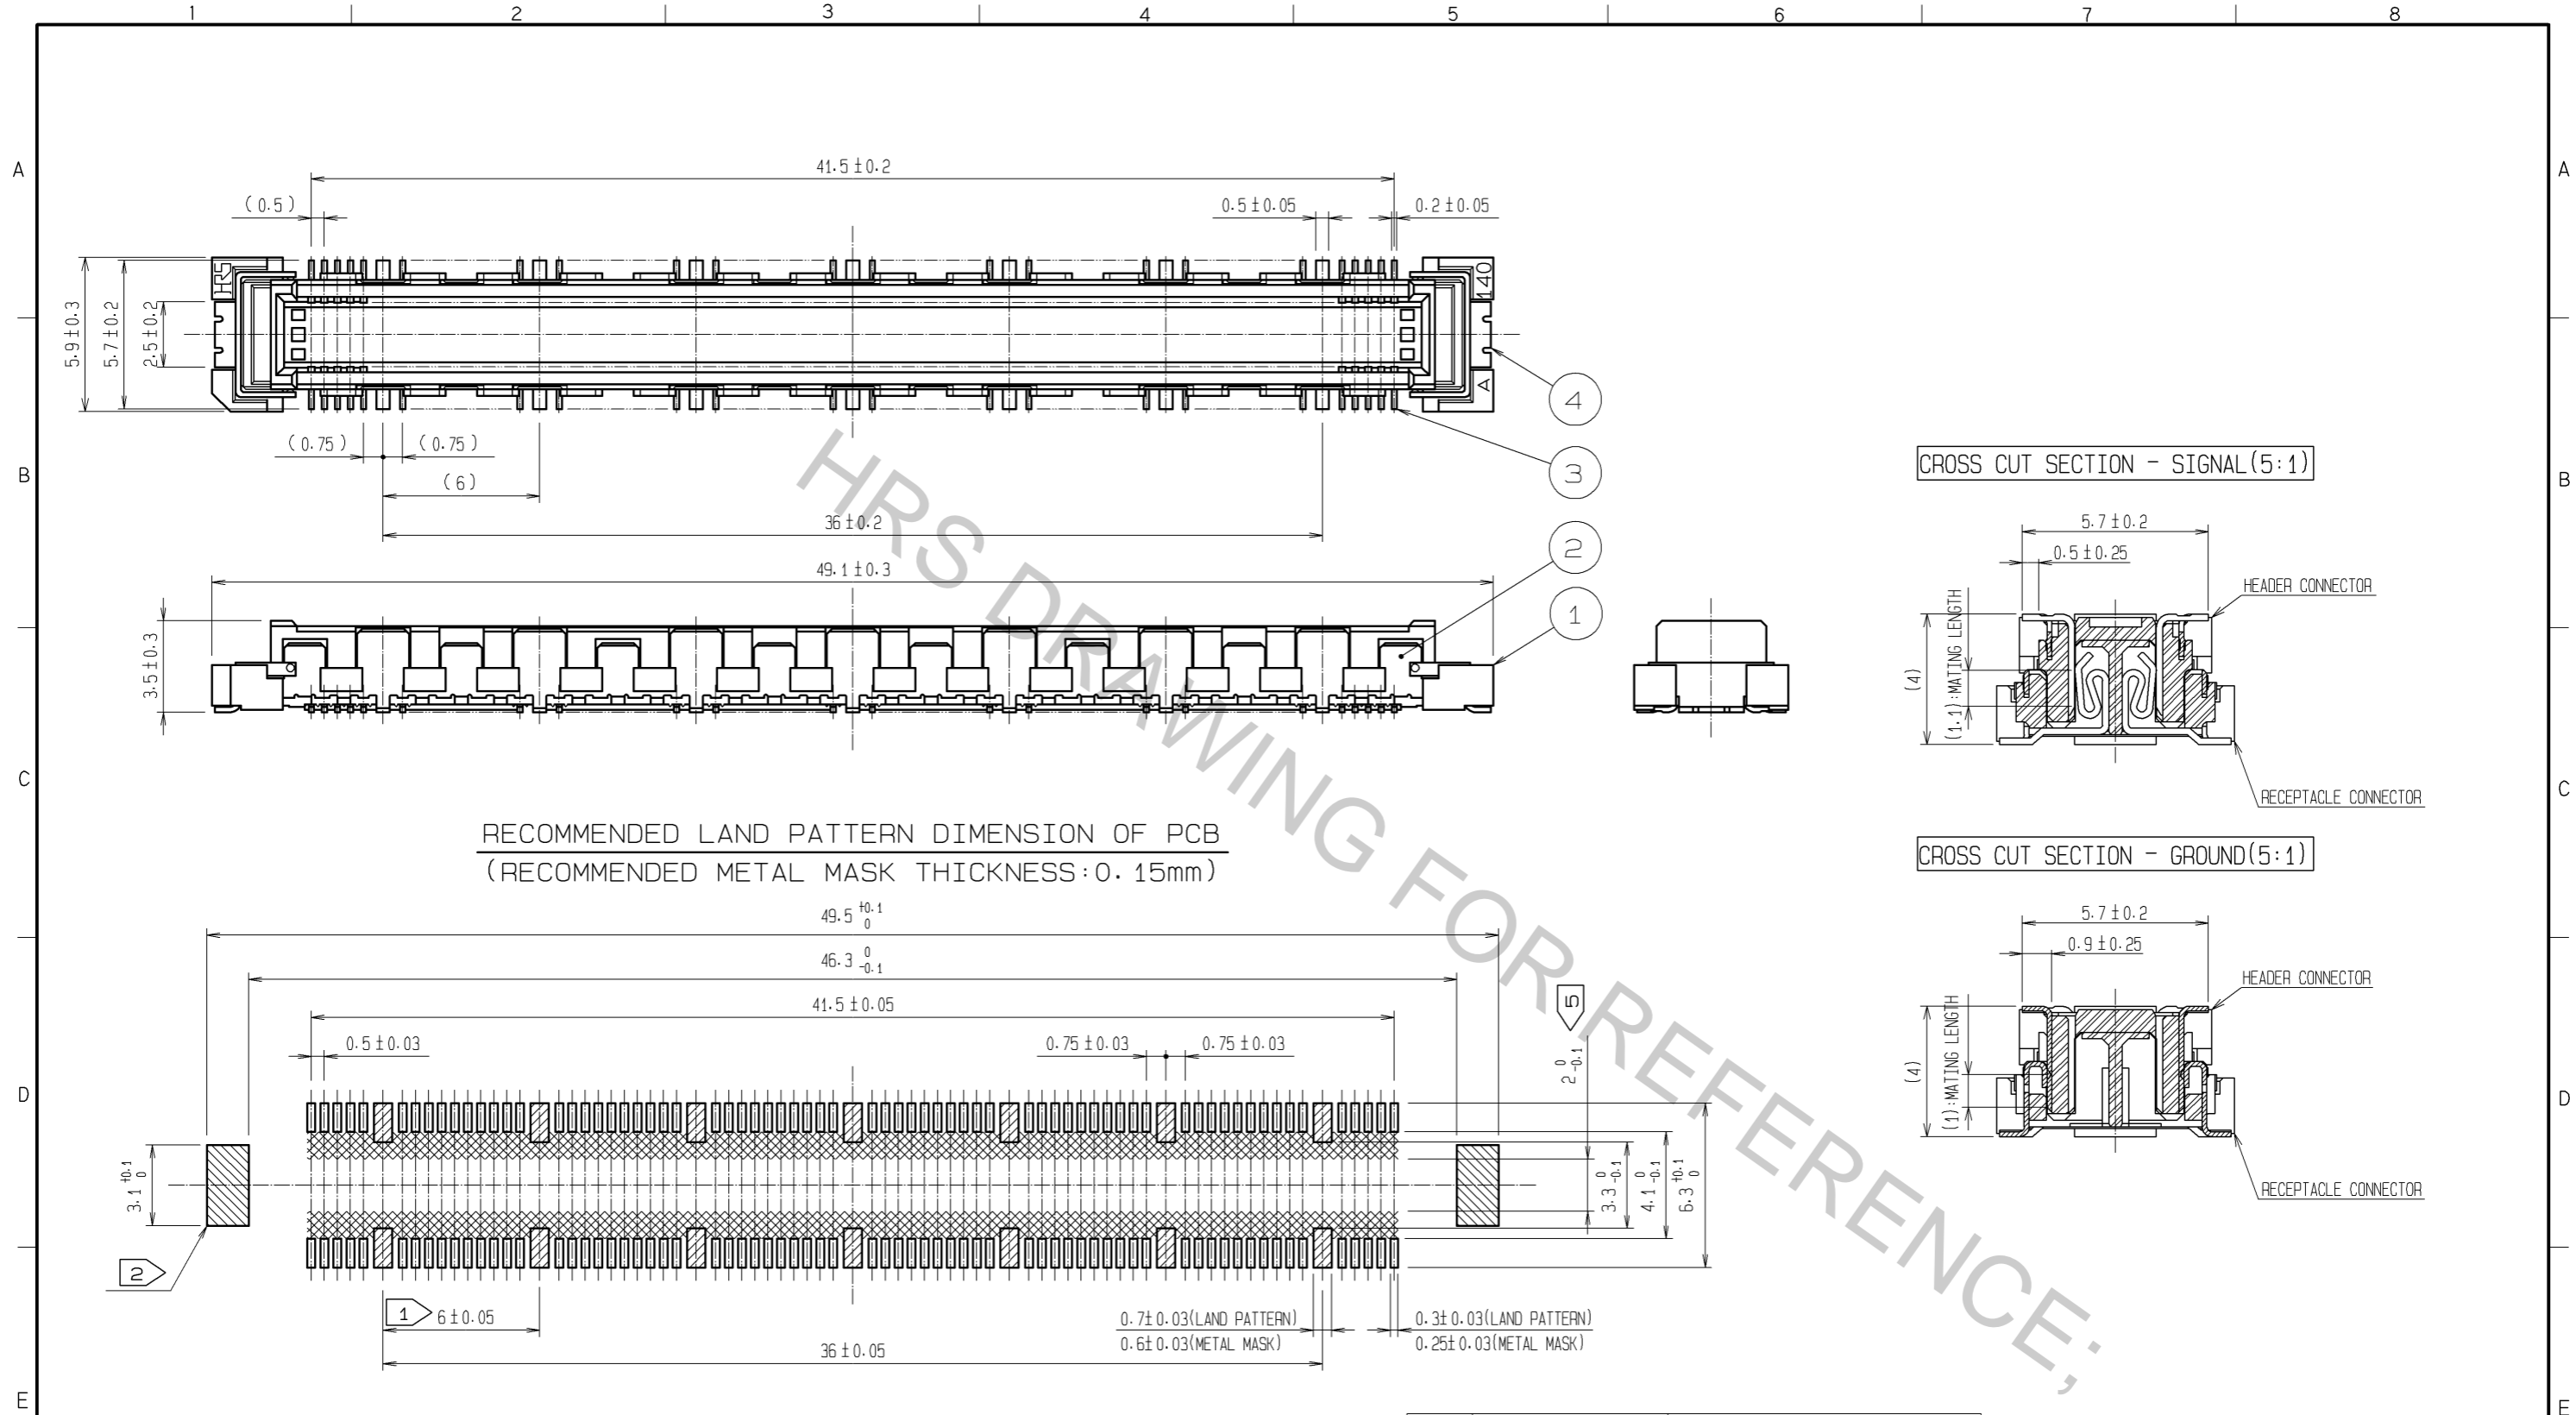 1 2 3 4 5 6 7 8
A A
B B
C C
D D
E E
41.5±0.2
(0.5)
0.5±0.05
0.2±0.05
HRS
140
A
5.9±0.3
5.7±0.2
2.5±0.2
(0.75)
(0.75)
(6)
36±0.2
4
3
2
1
49.1±0.3
3.5±0.3
CROSS CUT SECTION - SIGNAL(5:1)
5.7±0.2
0.5±0.25
HEADER CONNECTOR
(4)
(1.1):MATING LENGTH
RECEPTACLE CONNECTOR
CROSS CUT SECTION - GROUND(5:1)
5.7±0.2
0.9±0.25
HEADER CONNECTOR
(4)
(1):MATING LENGTH
RECEPTACLE CONNECTOR
RECOMMENDED LAND PATTERN DIMENSION OF PCB
(RECOMMENDED METAL MASK THICKNESS:0.15mm)
49.5 +0.1 0
46.3 0 -0.1
41.5±0.05
0.5±0.03
0.75±0.03
0.75±0.03
5
2 0 -0.1
3.1 +0.1 0
3.3 0 -0.1
4.1 0 -0.1
6.3 +0.1 0
2
1
6±0.05
36±0.05
0.7±0.03(LAND PATTERN)
0.6±0.03(METAL MASK)
0.3±0.03(LAND PATTERN)
0.25±0.03(METAL MASK)
HRS DRAWING FOR REFERENCE;